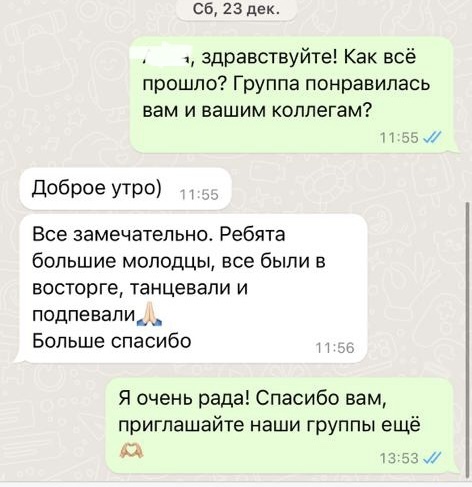 Сб, 23 дек.
, здравствуйте! Как всё
прошло? Группа понравилась
вам и вашим коллегам?
11:55
Доброе утро)
11:55
Все замечательно. Ребята
большие молодцы, все были в
восторге, танцевали и
подпевали🙏🏻
Больше спасибо
11:56
Я очень рада! Спасибо вам,
приглашайте наши группы ещё
🫶🏼
13:53